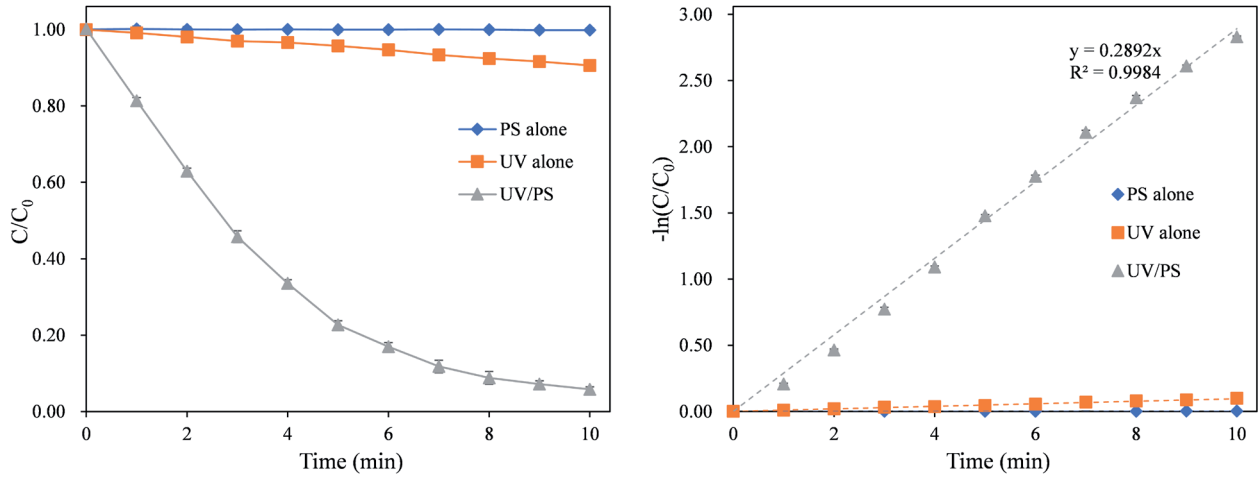 1.00
0.80
0.60
0.40
0.20
0.00
C/C0
PS alone
UV alone
UV/PS
0 2 4 6 8 10
Time (min)
3.00
2.50
2.00
1.50
1.00
0.50
0.00
-ln(C/C0)
y = 0.2892x
R² = 0.9984
PS alone
UV alone
UV/PS
0 2 4 6 8 10
Time (min)